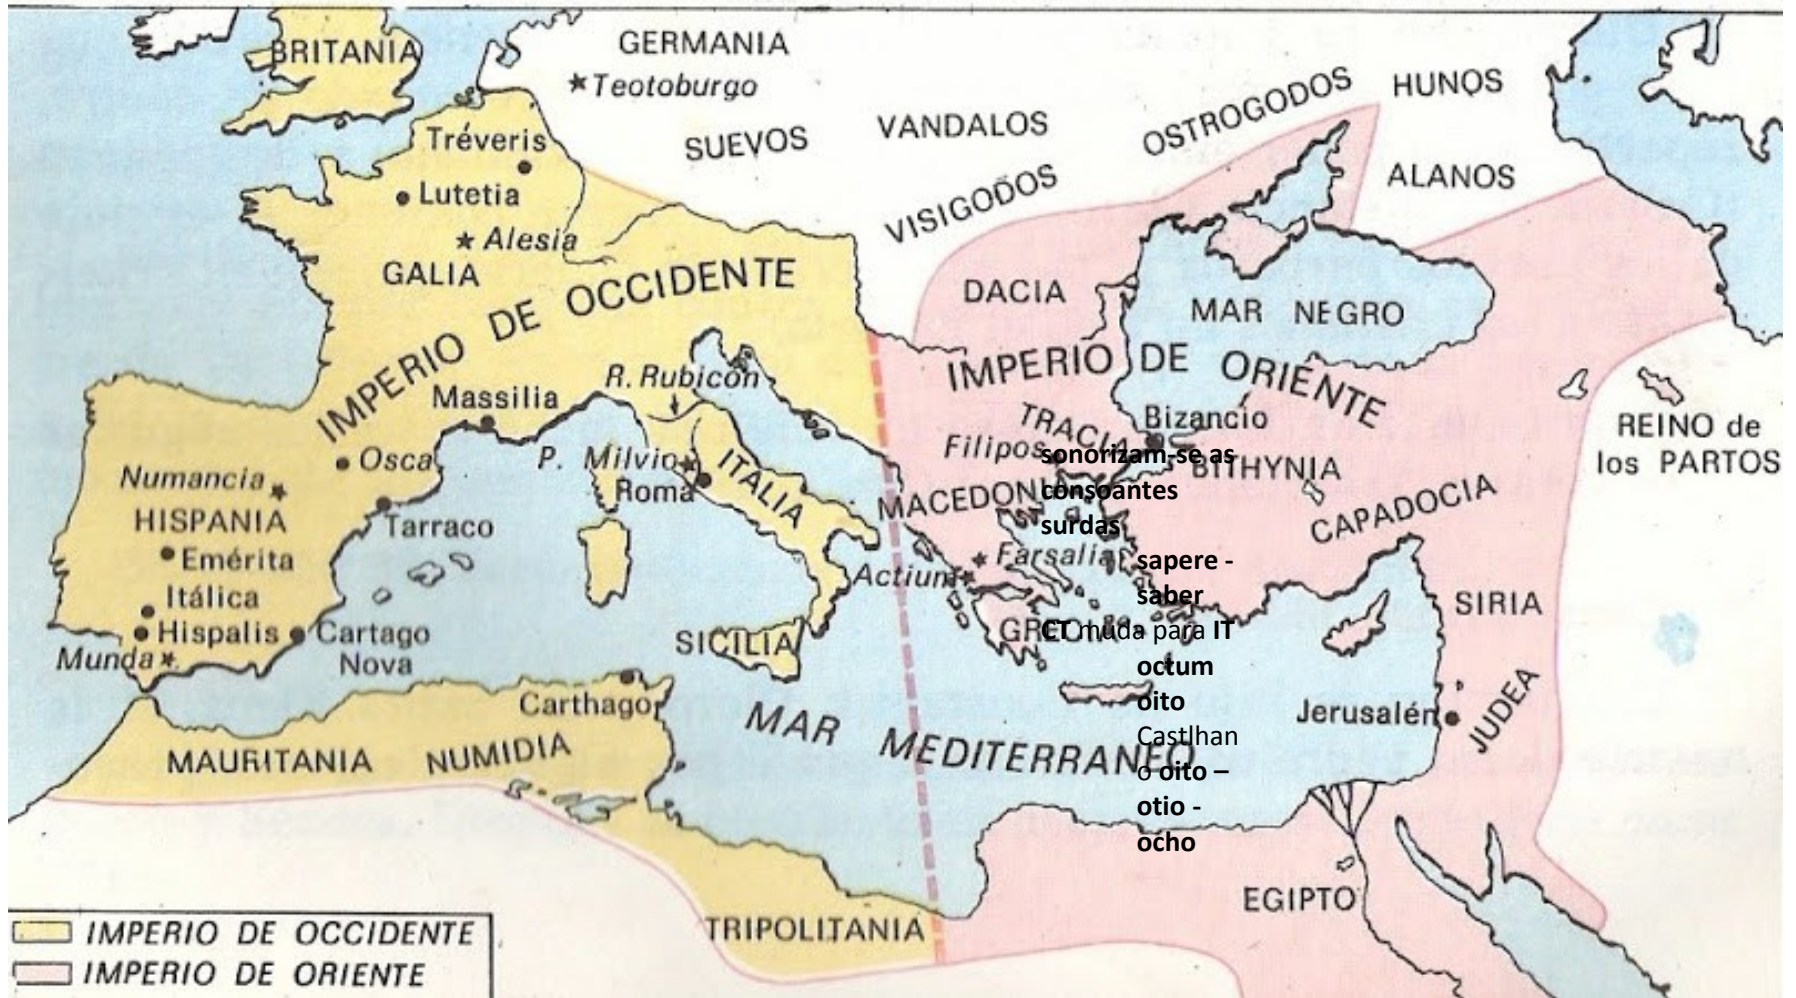 BRITANIA
GERMANIA
Teotoburgo
SUEVOS
VANDALOS
VISIGODOS
OSTROGODOS
HUNOS
ALANOS
Tréveris
Lutetia
Alesia
GALIA
IMPERIO DE OCCIDENTE
DACIA
MAR NEGRO
IMPERIO DE ORIENTE
R. Rubicón
Massilia
TRACIA
Bizancio
REINO de
los PARTOS
Osca
P. Milvio
Roma
ITALIA
Filipos
BITHYNIA
Numancia
HISPANIA
Tarraco
MACEDONIA
CAPADOCIA
Emérita
Itálica
Hispalis
Cartago
Nova
Munda
Actium
Farsalia
GRECIA
SICILIA
SIRIA
Carthago
MAR MEDITERRANEO
Jerusalén
JUDEA
MAURITANIA
NUMIDIA
TRIPOLITANIA
EGIPTO
sonorizam-se as
consoantes
surdas
sapere -
saber
CT muda para IT
octum
oito
Castlhan
o oito –
otio -
ocho
IMPERIO DE OCCIDENTE
IMPERIO DE ORIENTE